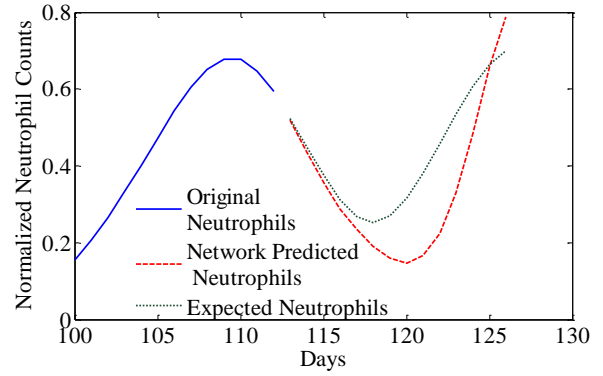 Normalized Neutrophil Counts
0.8
0.6
0.4
0.2
0
Original
Neutrophils
Network Predicted
Neutrophils
Expected Neutrophils
100 105 110 115 120 125 130
Days